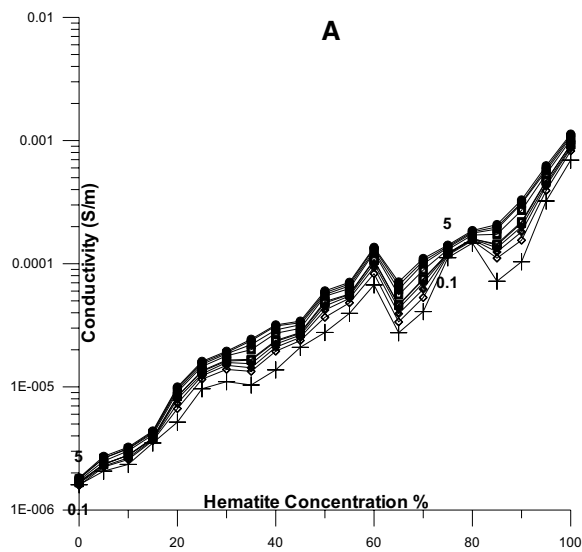 A
0.01
0.001
0.0001
1E-005
1E-006
Conductivity (S/m)
5
0.1
5
0.1
Hematite Concentration %
0 20 40 60 80 100